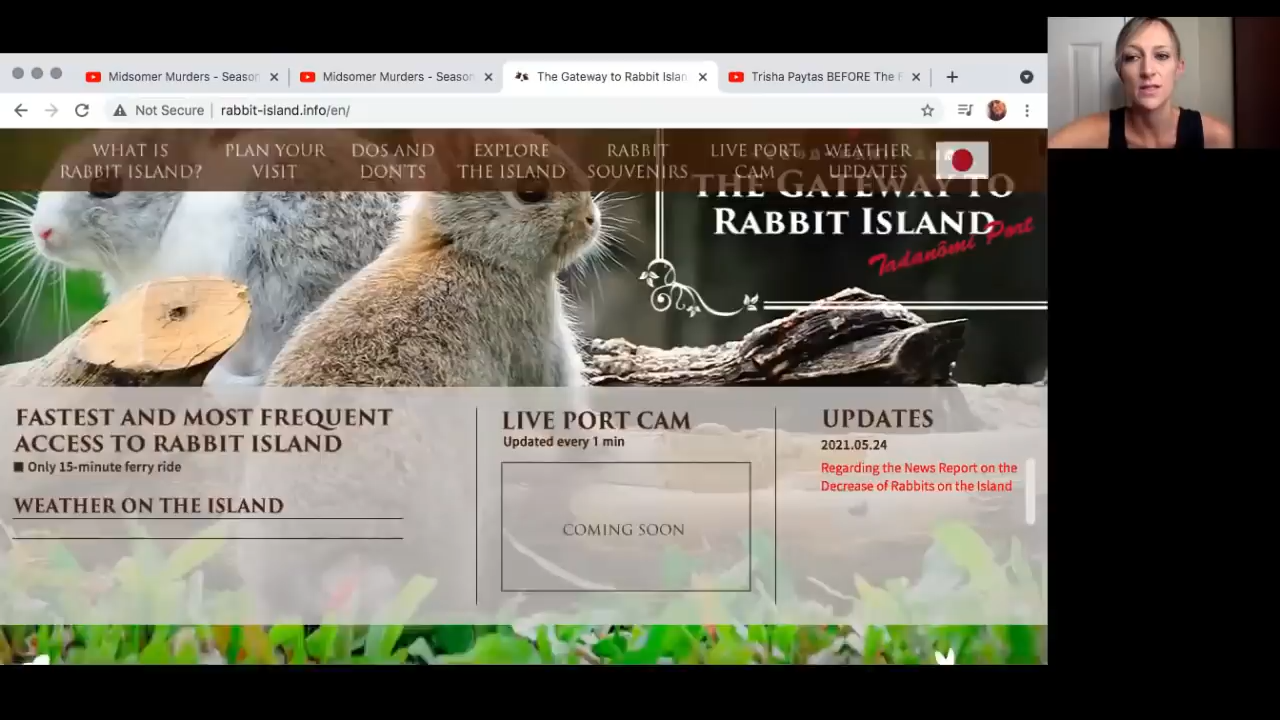 Midsomer Murders - Season
Midsomer Murders - Season
The Gateway to Rabbit Islan
Trisha Paytas BEFORE The F
Not Secure
rabbit-island.info/en/
WHAT IS
RABBIT ISLAND?
PLAN YOUR
VISIT
DOS AND
DON'TS
EXPLORE
THE ISLAND
RABBIT
SOUVENIRS
LIVE PORT
CAM
WEATHER
UPDATES
THE GATEWAY TO
RABBIT ISLAND
Tadanōmi Port
FASTEST AND MOST FREQUENT
ACCESS TO RABBIT ISLAND
Only 15-minute ferry ride
WEATHER ON THE ISLAND
LIVE PORT CAM
Updated every 1 min
COMING SOON
UPDATES
2021.05.24
Regarding the News Report on the
Decrease of Rabbits on the Island